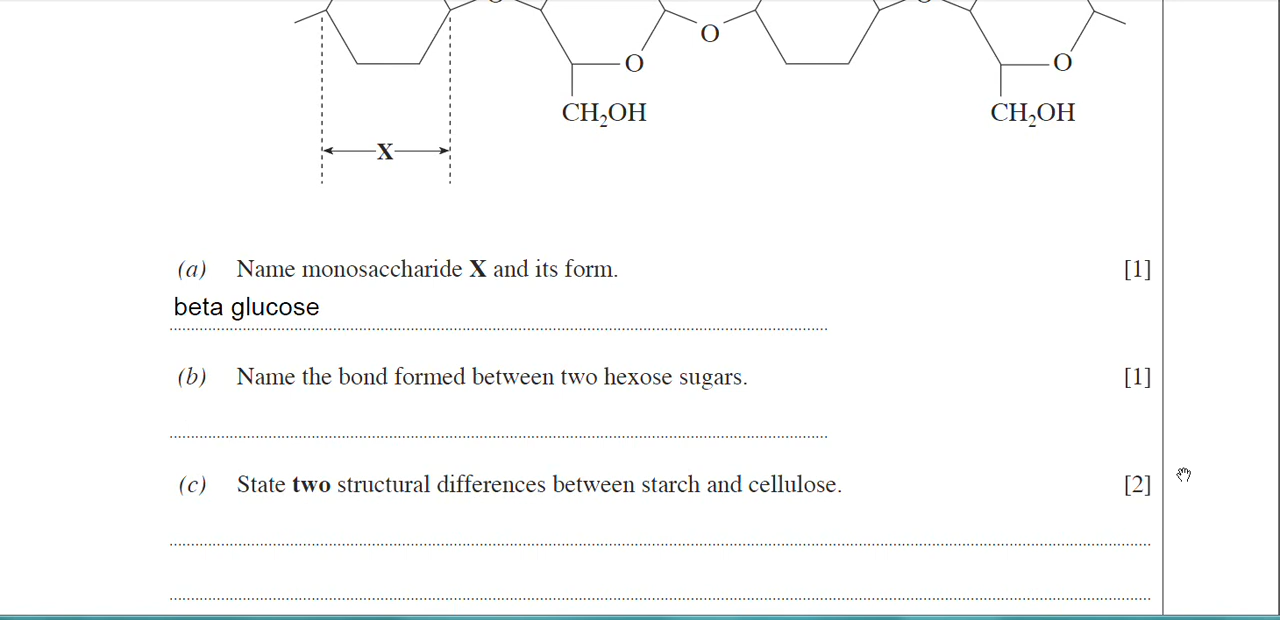 O
O
O
CH₂OH
CH₂OH
X
(a) Name monosaccharide X and its form. [1]
beta glucose
(b) Name the bond formed between two hexose sugars. [1]
(c) State two structural differences between starch and cellulose. [2]